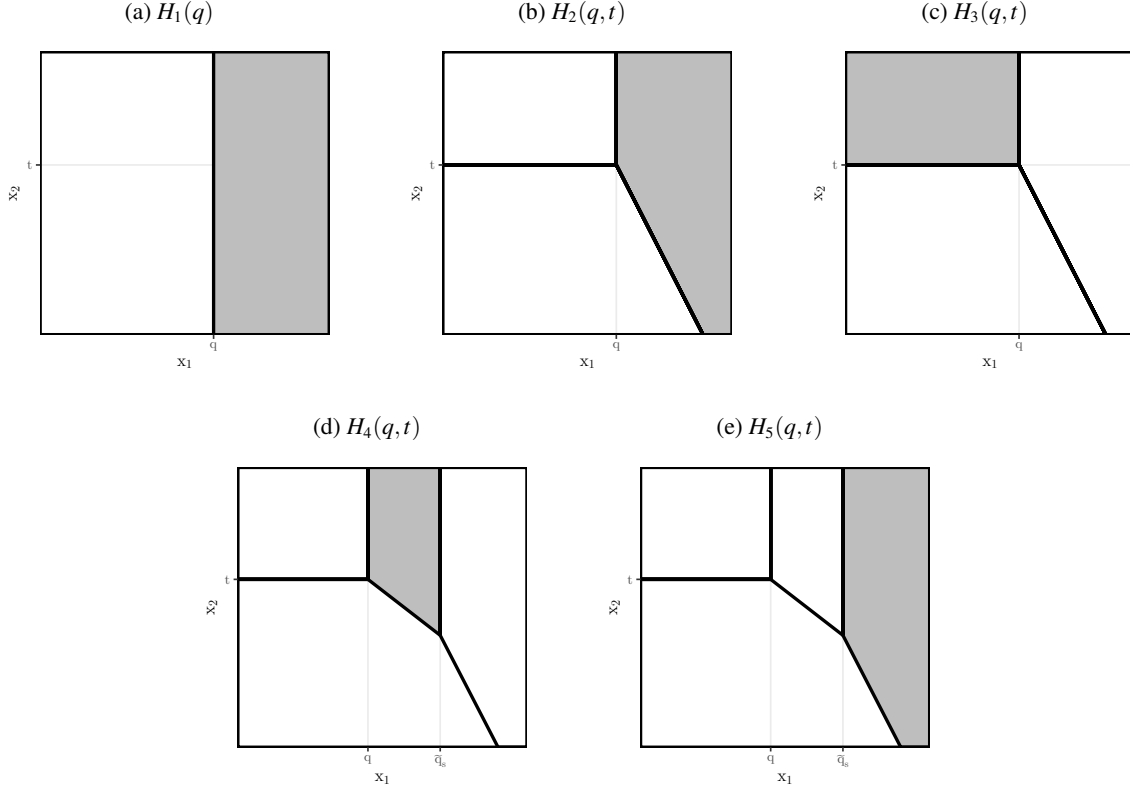 (a) H₁(q)
t
x₂
q
x₁
(b) H₂(q,t)
t
x₂
q
x₁
(c) H₃(q,t)
t
x₂
q
x₁
(d) H₄(q,t)
t
x₂
q q̃ₛ
x₁
(e) H₅(q,t)
t
x₂
q q̃ₛ
x₁